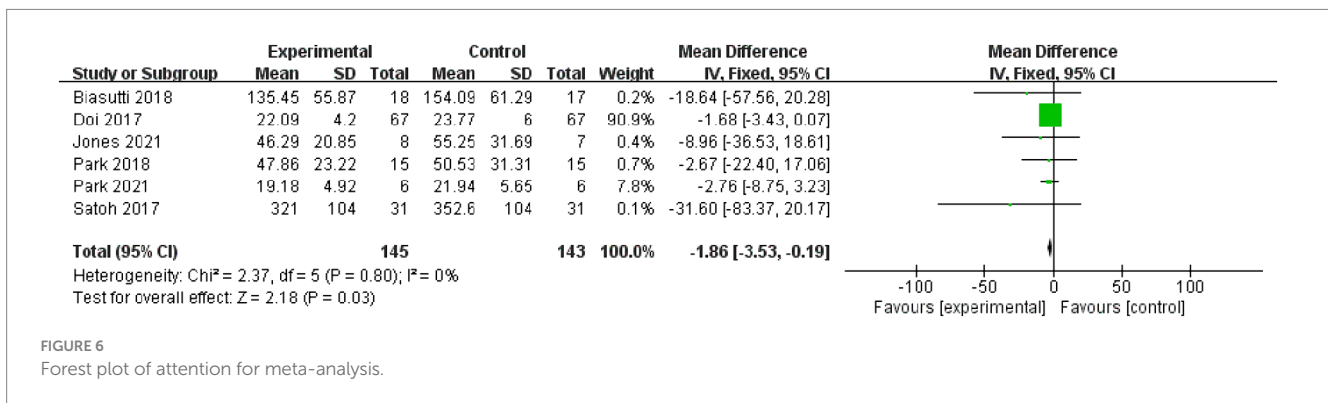 Experimental Control Mean Difference Mean Difference
Study or Subgroup Mean SD Total Mean SD Total Weight IV, Fixed, 95% CI IV, Fixed, 95% CI
Biasutti 2018 135.45 55.87 18 154.09 61.29 17 0.2% -18.64 [-57.56, 20.28]
Doi 2017 22.09 4.2 67 23.77 6 67 90.9% -1.68 [-3.43, 0.07]
Jones 2021 46.29 20.85 8 55.25 31.69 7 0.4% -8.96 [-36.53, 18.61]
Park 2018 47.86 23.22 15 50.53 31.31 15 0.7% -2.67 [-22.40, 17.06]
Park 2021 19.18 4.92 6 21.94 5.65 6 7.8% -2.76 [-8.75, 3.23]
Satoh 2017 321 104 31 352.6 104 31 0.1% -31.60 [-83.37, 20.17]
Total (95% CI) 145 143 100.0% -1.86 [-3.53, -0.19]
Heterogeneity: Chi² = 2.37, df = 5 (P = 0.80); I² = 0%
Test for overall effect: Z = 2.18 (P = 0.03)
-100 -50 0 50 100
Favours [experimental] Favours [control]
FIGURE 6
Forest plot of attention for meta-analysis.